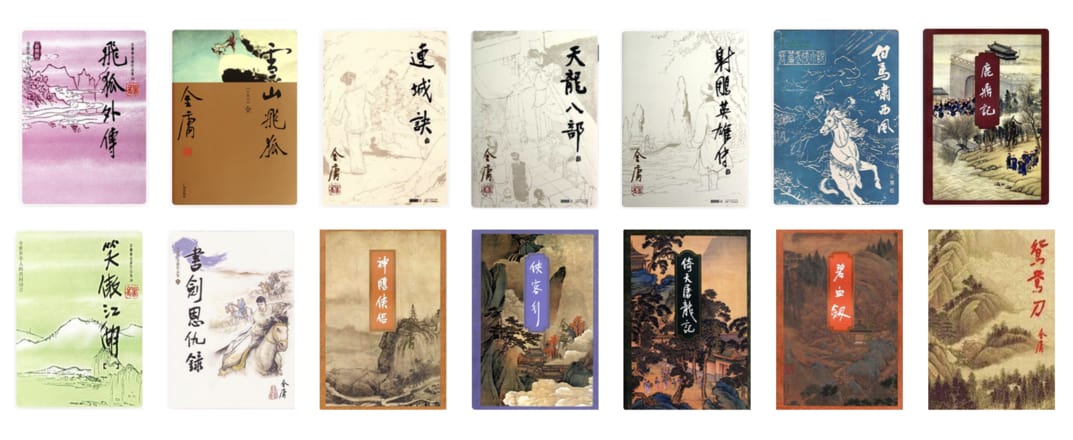 飛狐外傳
雪山飛狐
金庸
連城訣
金庸
天龍八部
金庸
射鵰英雄傳
金庸
白馬嘯西風
鹿鼎記
笑傲江湖
書劍恩仇錄
金庸
神鵰俠侶
俠客行
倚天屠龍記
碧血劍
鴛鴦刀
金庸